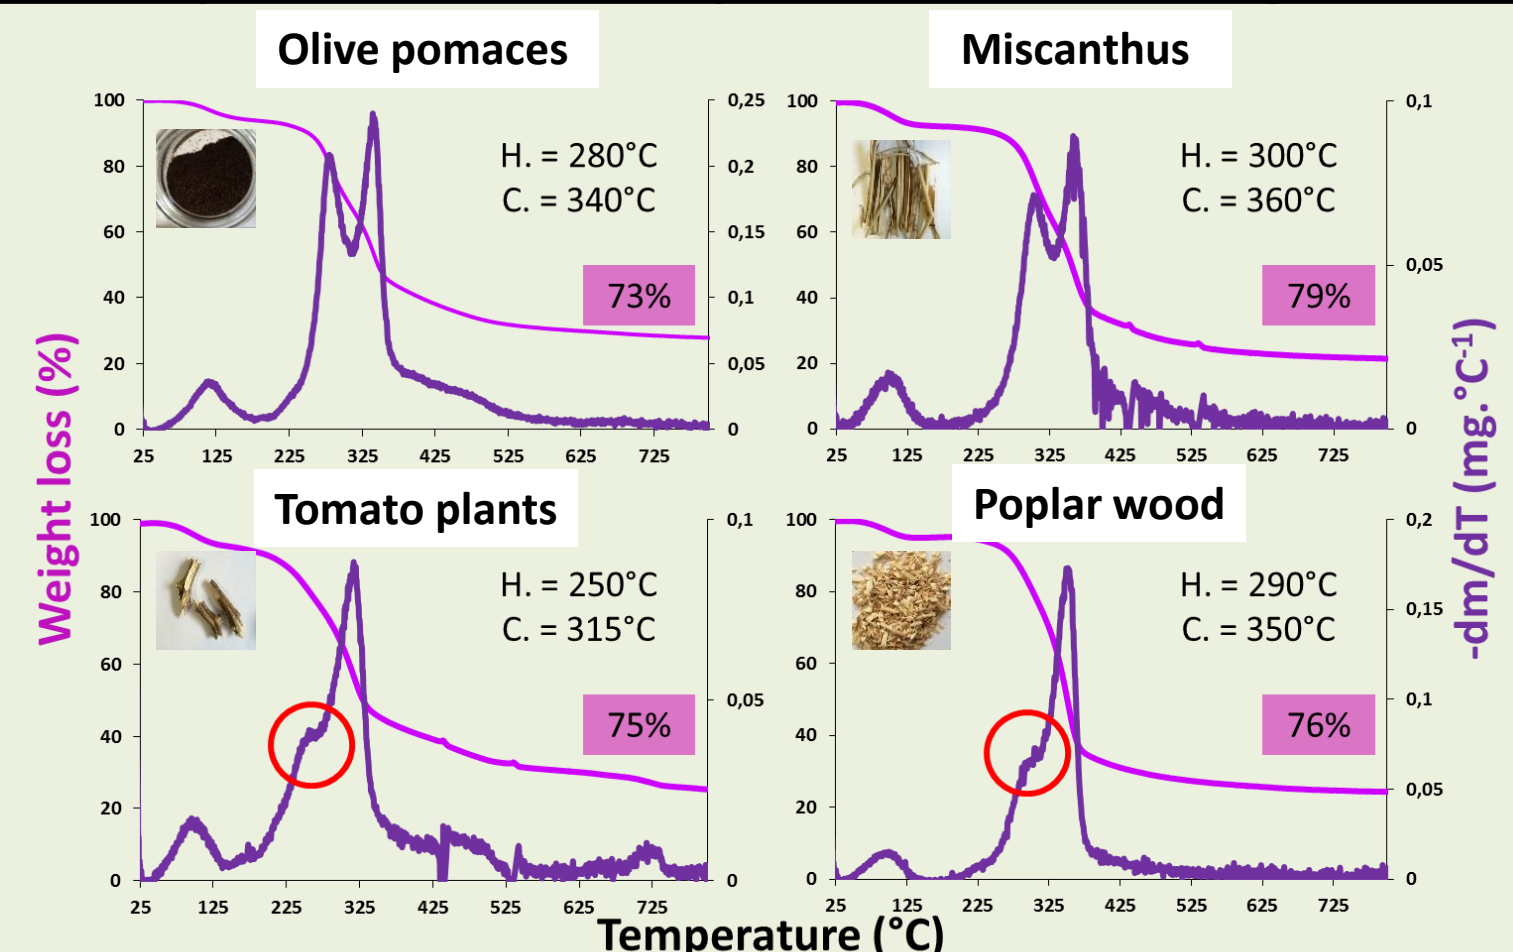 Olive pomaces
100
80
60
40
20
0
0,25
0,2
0,15
0,1
0,05
0
H. = 280°C
C. = 340°C
73%
25 125 225 325 425 525 625 725
Miscanthus
100
80
60
40
20
0
0,1
0,05
0
H. = 300°C
C. = 360°C
79%
25 125 225 325 425 525 625 725
Weight loss (%)
-dm/dT (mg.°C-1)
Tomato plants
100
80
60
40
20
0
0,1
0,05
0
H. = 250°C
C. = 315°C
75%
25 125 225 325 425 525 625 725
Poplar wood
100
80
60
40
20
0
0,2
0,15
0,1
0,05
0
H. = 290°C
C. = 350°C
76%
25 125 225 325 425 525 625 725
Temperature (°C)